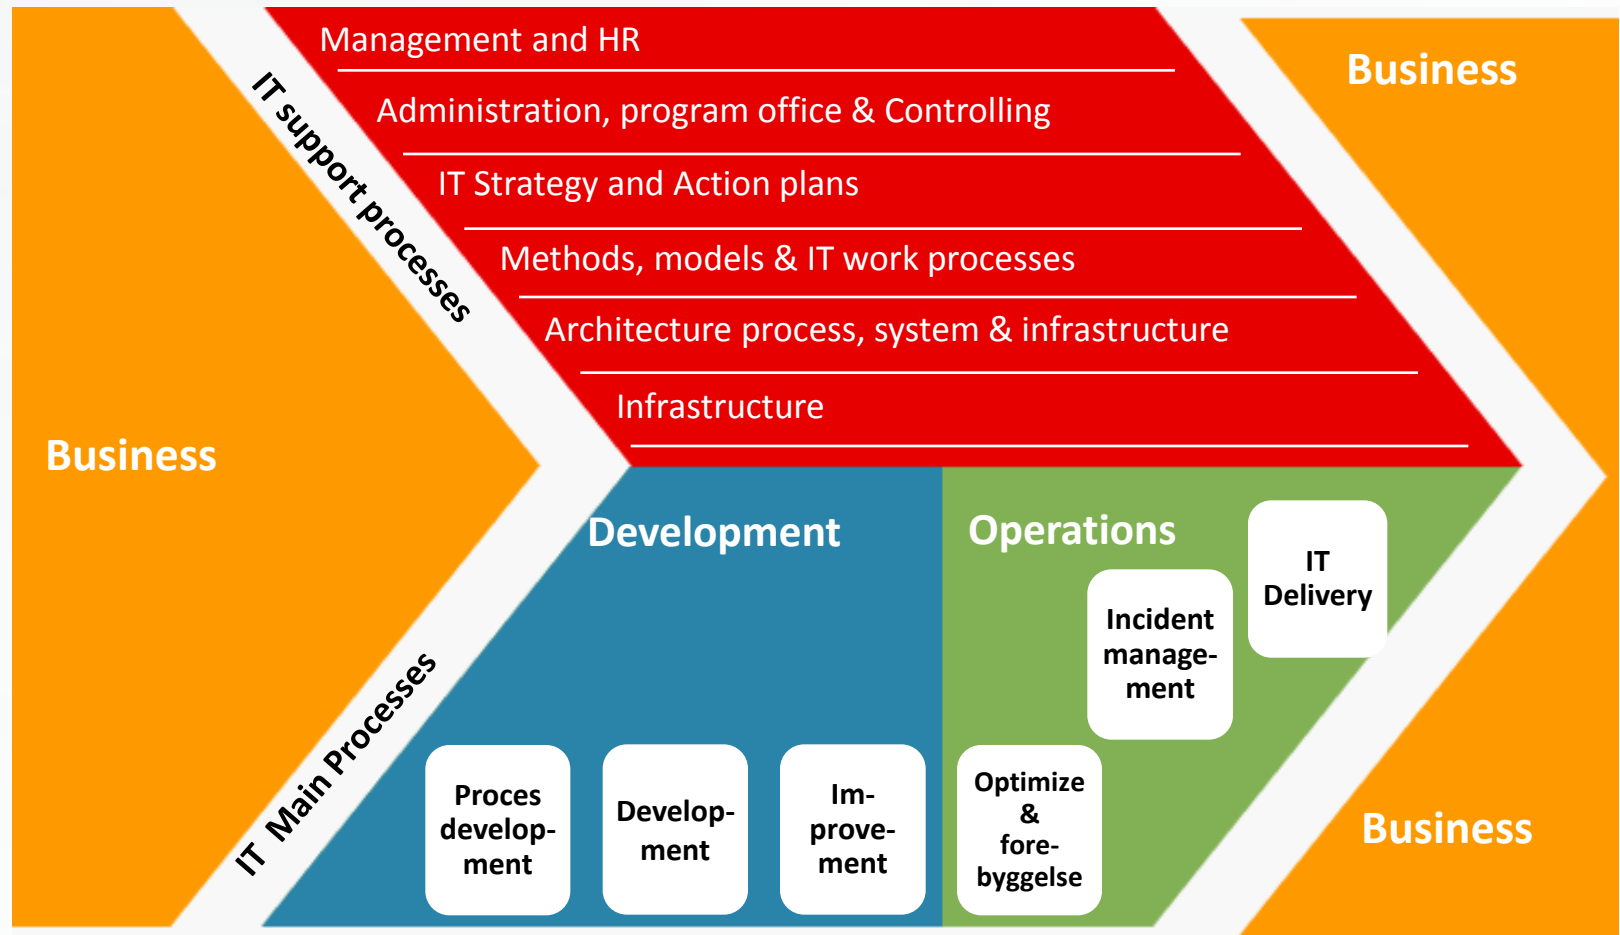 Management and HR
Administration, program office & Controlling
IT Strategy and Action plans
Methods, models & IT work processes
Architecture process, system & infrastructure
Infrastructure
IT support processes
Business
Business
Development
Operations
IT
Delivery
Incident
manage-
ment
IT Main Processes
Proces
develop-
ment
Develop-
ment
Im-
prove-
ment
Optimize
&
fore-
byggelse
Business